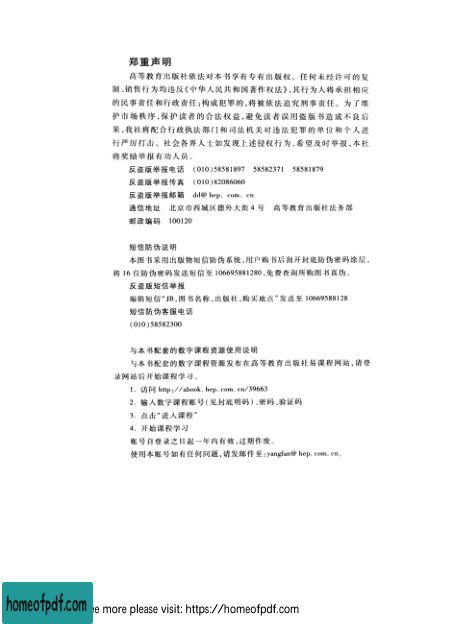 郑重声明
高等教育出版社依法对本书享有专有出版权。任何未经许可的复
制、销售行为均违反《中华人民共和国著作权法》,其行为人将承担相应
的民事责任和行政责任;构成犯罪的,将被依法追究刑事责任。为了维
护市场秩序,保护读者的合法权益,避免读者误用盗版书造成不良后
果,我社将配合行政执法部门和司法机关对违法犯罪的单位和个人进
行严厉打击。社会各界人士如发现上述侵权行为,希望及时举报,本社
将奖励举报有功人员。
反盗版举报电话 (010)58581897 58582371 58581879
反盗版举报传真 (010)82086060
反盗版举报邮箱 dd@hep.com.cn
通信地址 北京市西城区德外大街4号 高等教育出版社法务部
邮政编码 100120
短信防伪说明
本图书采用出版物短信防伪系统,用户购书后刮开封底防伪密码涂层,
将16位防伪密码发送短信至106695881280,免费查询所购图书真伪。
反盗版短信举报
编辑短信“JB,图书名称,出版社,购买地点”发送至10669588128
短信防伪客服电话
(010)58582300
与本书配套的数字课程资源使用说明
与本书配套的数字课程资源发布在高等教育出版社易课程网站,请登
录网站后开始课程学习。
1. 访问 http://abook.hep.com.cn/39663
2. 输入数字课程账号(见封底明码)、密码、验证码
3. 点击“进入课程”
4. 开始课程学习
账号自登录之日起一年内有效,过期作废。
使用本账号如有任何问题,请发邮件至:yangfan@hep.com.cn。
homeofpdf.com
ee more please visit: https://homeofpdf.com